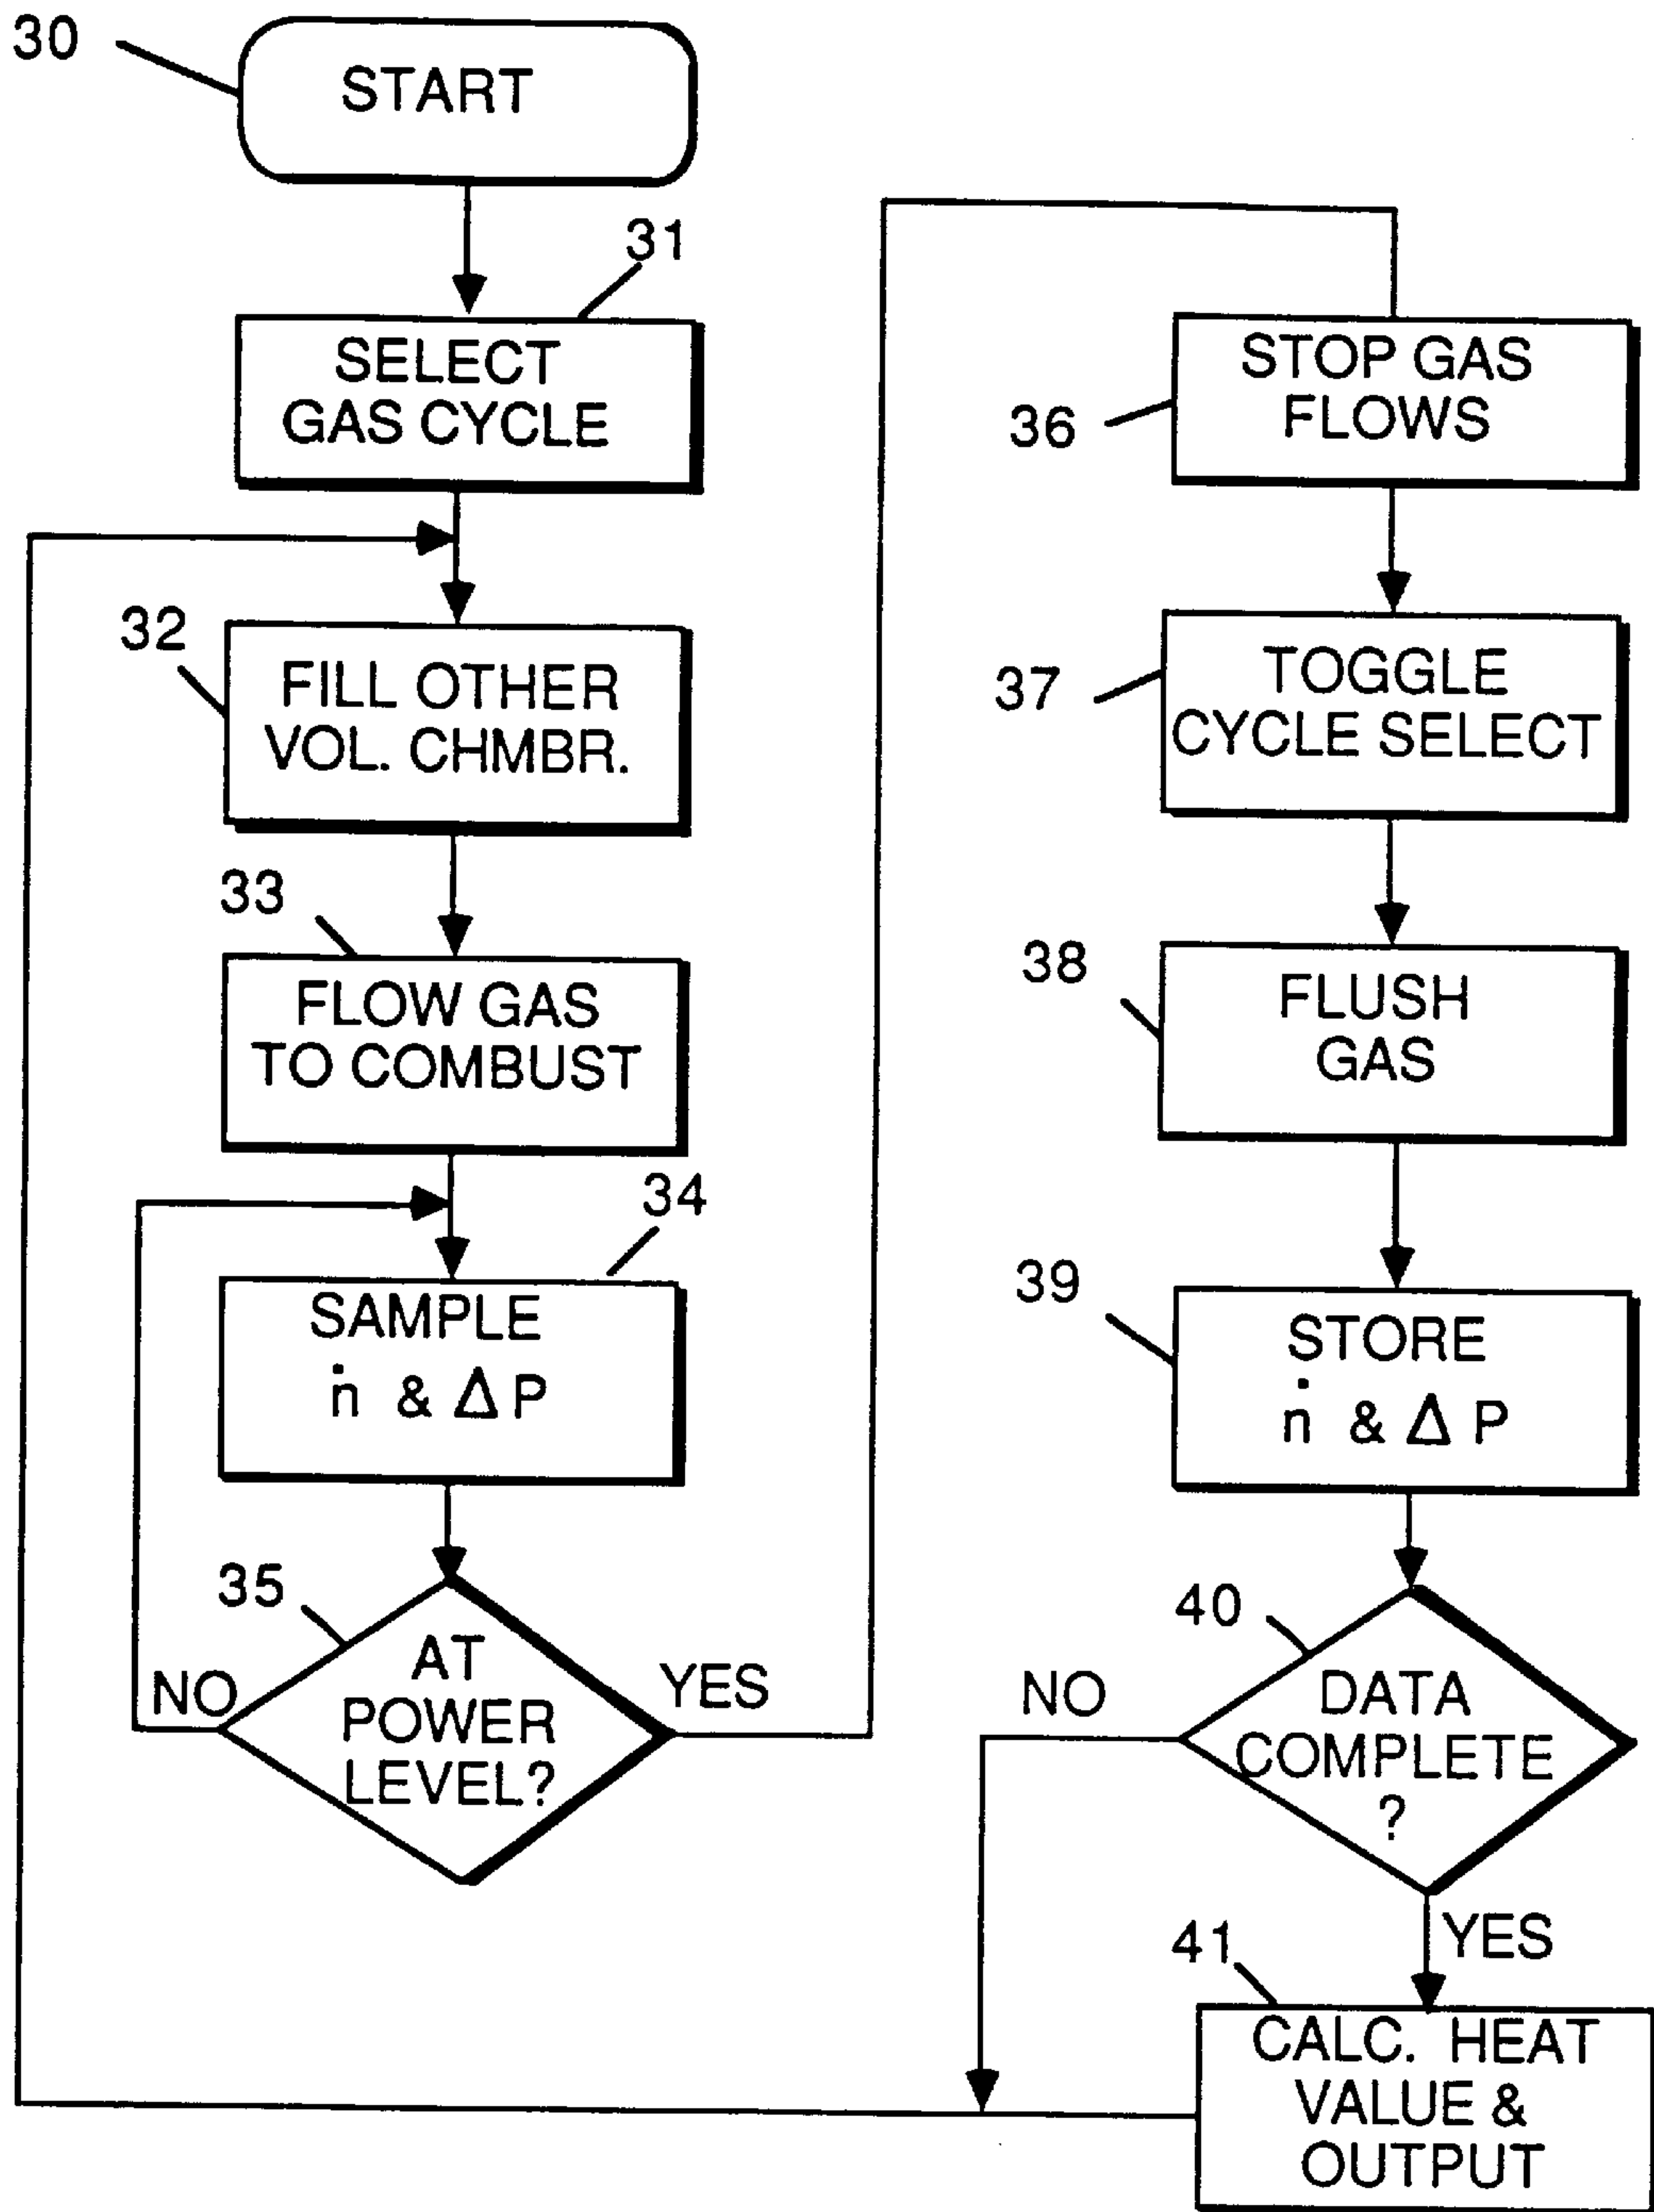 30
START
31
SELECT
GAS CYCLE
32
FILL OTHER
VOL. CHMBR.
33
FLOW GAS
TO COMBUST
34
SAMPLE
ṅ & Δ P
35
AT
POWER
LEVEL?
NO
YES
36
STOP GAS
FLOWS
37
TOGGLE
CYCLE SELECT
38
FLUSH
GAS
39
STORE
ṅ & Δ P
40
DATA
COMPLETE
?
NO
YES
41
CALC. HEAT
VALUE &
OUTPUT